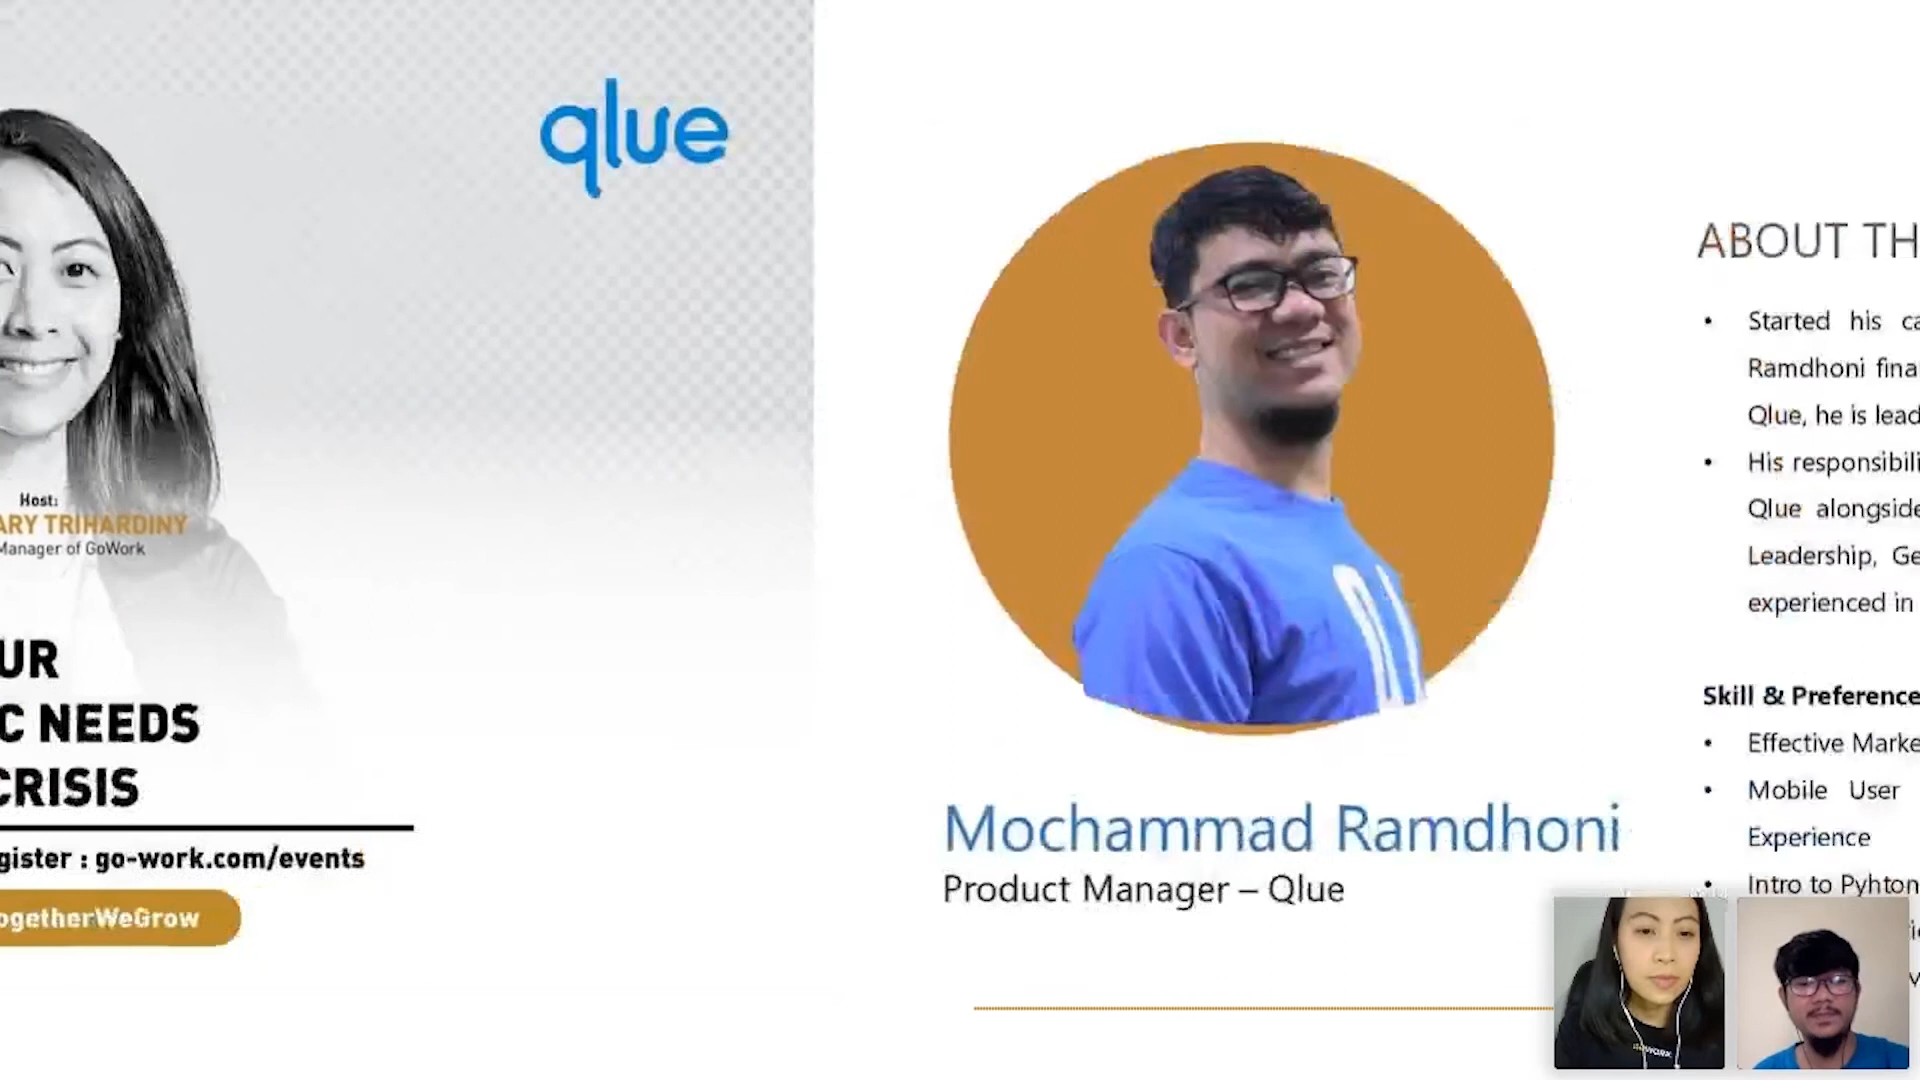 qlue
Host:
ARY TRIHARDINY
Manager of GoWork
UR
C NEEDS
CRISIS
gister : go-work.com/events
ogetherWeGrow
Mochammad Ramdhoni
Product Manager – Qlue
ABOUT TH
• Started his ca
Ramdhoni fina
Qlue, he is lead
• His responsibili
Qlue alongside
Leadership, Ge
experienced in
Skill & Preference
• Effective Marke
• Mobile User
Experience
• Intro to Pyhton